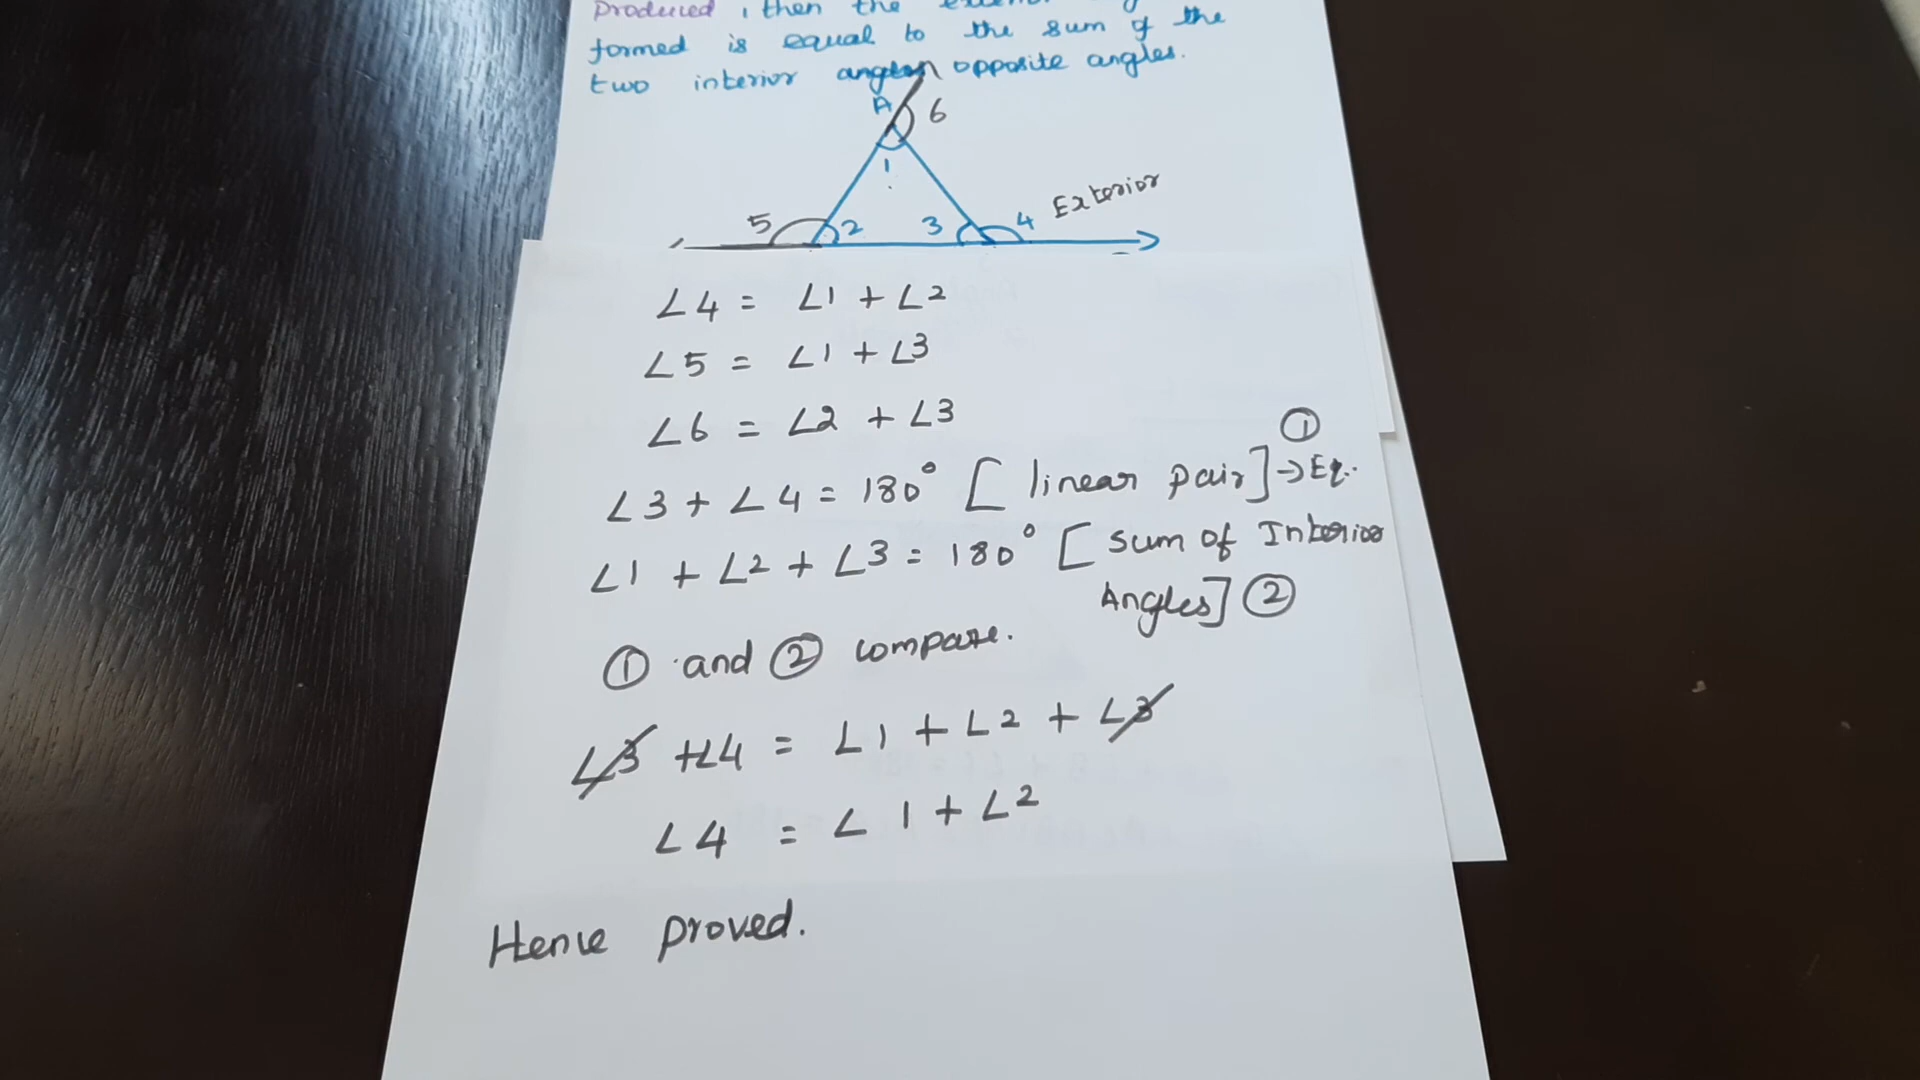 Produced, then the
formed is equal to the sum of the
two interior angles opposite angles.
A
6
1
5
2
3
4
Exterior
∠4 = ∠1 + ∠2
∠5 = ∠1 + ∠3
∠6 = ∠2 + ∠3
①
∠3 + ∠4 = 180° [ linear pair] → Eq.
∠1 + ∠2 + ∠3 = 180° [ sum of Interior
Angles] ②
① and ② compare.
∠3 + ∠4 = ∠1 + ∠2 + ∠3
∠4 = ∠1 + ∠2
Hence proved.